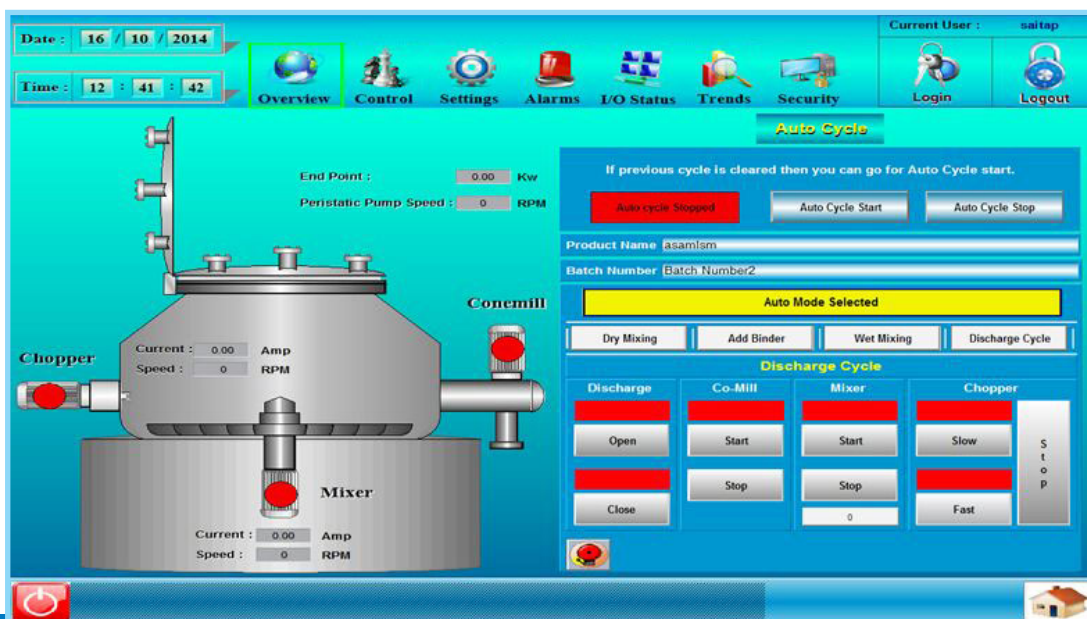 Date : 16 / 10 / 2014
Time : 12 : 41 : 42
Overview Control Settings Alarms I/O Status Trends Security
Current User : saitap
Login Logout
Auto Cycle
If previous cycle is cleared then you can go for Auto Cycle start.
Auto cycle Stopped Auto Cycle Start Auto Cycle Stop
Product Name asamlsm
Batch Number Batch Number2
Auto Mode Selected
Dry Mixing Add Binder Wet Mixing Discharge Cycle
Discharge Cycle
Discharge Co-Mill Mixer Chopper
Open Start Start Slow
Stop
Stop Stop
Close 0 Fast
End Point : 0.00 Kw
Peristatic Pump Speed : 0 RPM
Conemill
Chopper
Current : 0.00 Amp
Speed : 0 RPM
Mixer
Current : 0.00 Amp
Speed : 0 RPM